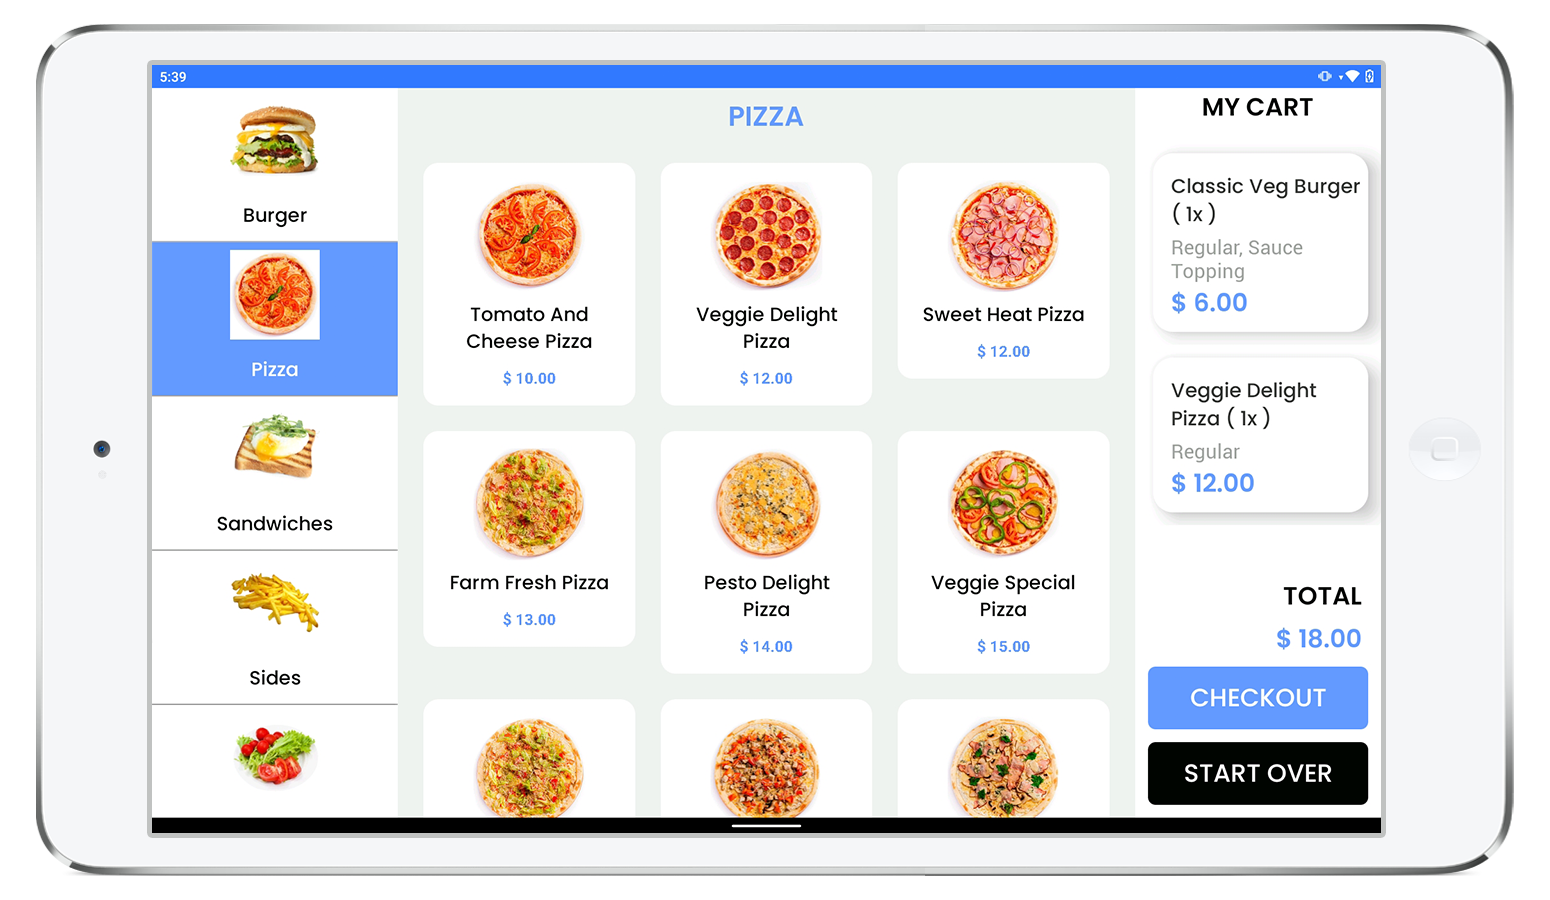 5:39
Burger
Pizza
Sandwiches
Sides
PIZZA
Tomato And
Cheese Pizza
$ 10.00
Veggie Delight
Pizza
$ 12.00
Sweet Heat Pizza
$ 12.00
Farm Fresh Pizza
$ 13.00
Pesto Delight
Pizza
$ 14.00
Veggie Special
Pizza
$ 15.00
MY CART
Classic Veg Burger
( 1x )
Regular, Sauce
Topping
$ 6.00
Veggie Delight
Pizza ( 1x )
Regular
$ 12.00
TOTAL
$ 18.00
CHECKOUT
START OVER